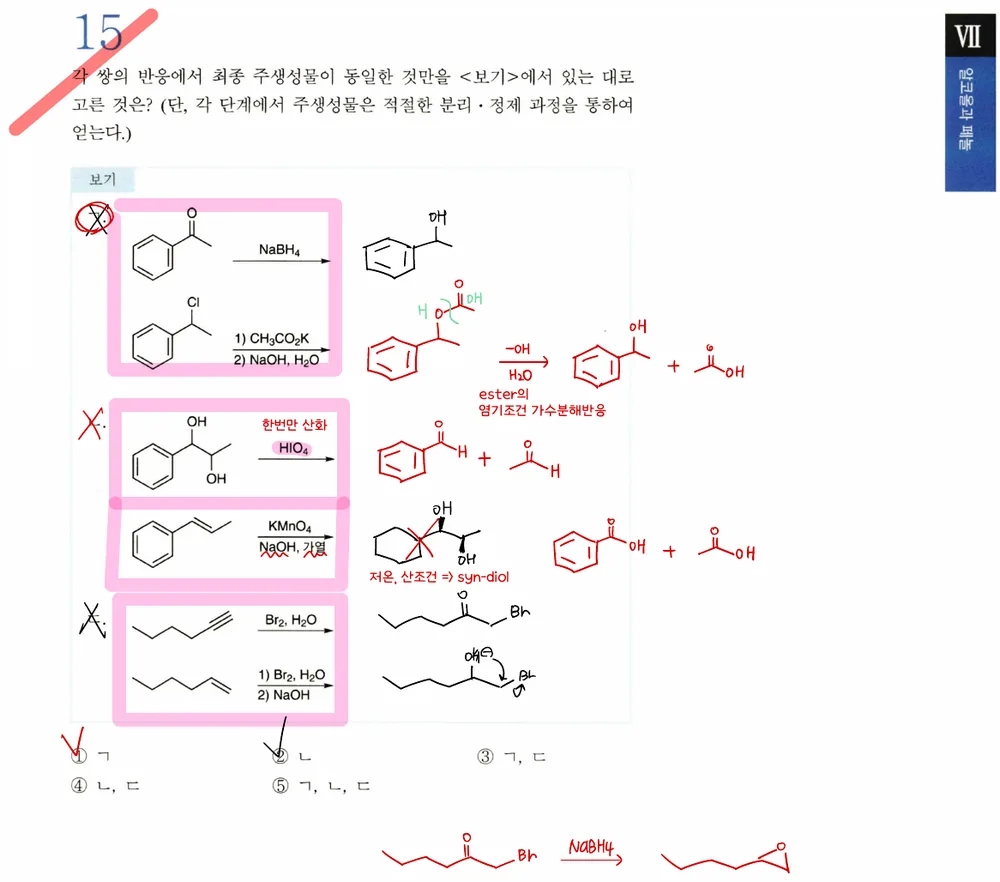 15
각 쌍의 반응에서 최종 주생성물이 동일한 것만을 <보기>에서 있는 대로
고른 것은? (단, 각 단계에서 주생성물은 적절한 분리·정제 과정을 통하여
얻는다.)
VII
알코올과 페놀
보기
ㄱ.
O
NaBH4
OH
Cl
1) CH3CO2K
2) NaOH, H2O
O
H
O
OH
-OH
H2O
ester의
염기조건 가수분해반응
OH
+
O
OH
ㄴ.
OH
OH
한번만 산화
HIO4
O
H
+
O
H
KMnO4
NaOH, 가열
OH
OH
저온, 산조건 => syn-diol
O
OH
+
O
OH
ㄷ.
Br2, H2O
O
Br
1) Br2, H2O
2) NaOH
OH
Br
① ㄱ
② ㄴ
③ ㄱ, ㄷ
④ ㄴ, ㄷ
⑤ ㄱ, ㄴ, ㄷ
O
Br
NaBH4
O